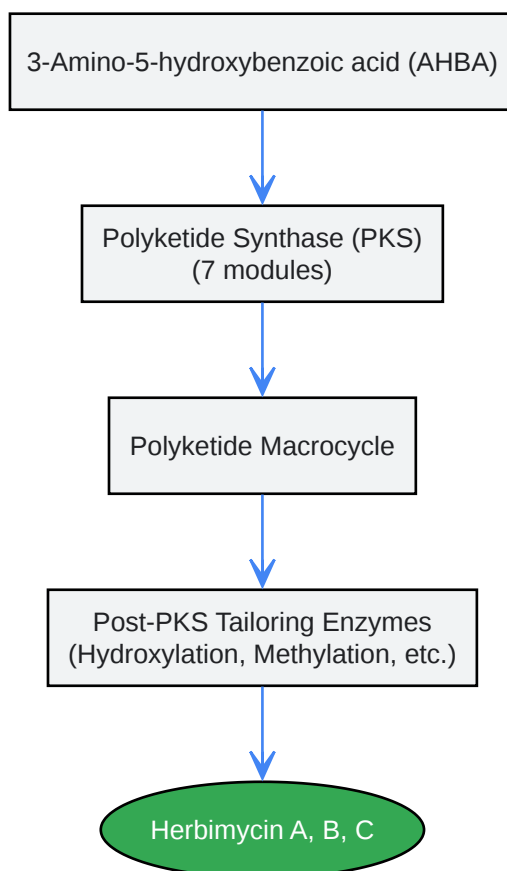 3-Amino-5-hydroxybenzoic acid (AHBA)
Polyketide Synthase (PKS)
(7 modules)
Polyketide Macrocycle
Post-PKS Tailoring Enzymes
(Hydroxylation, Methylation, etc.)
Herbimycin A, B, C